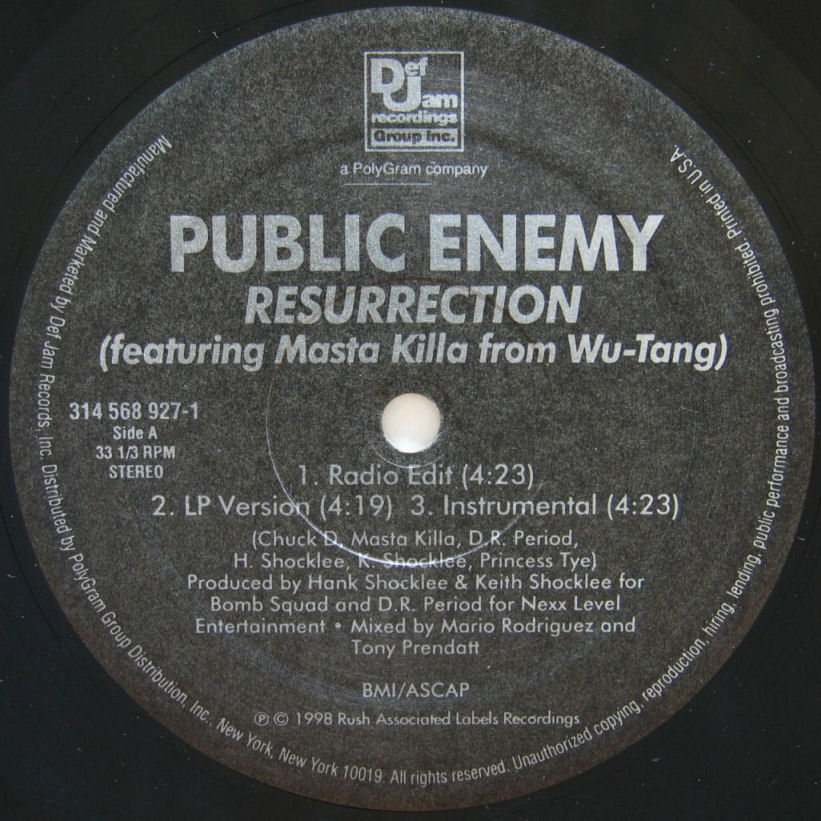 Def Jam
recordings
Group Inc.
a PolyGram company
PUBLIC ENEMY
RESURRECTION
(featuring Masta Killa from Wu-Tang)
314 568 927-1
Side A
33 1/3 RPM
STEREO
1. Radio Edit (4:23)
2. LP Version (4:19) 3. Instrumental (4:23)
(Chuck D, Masta Killa, D.R. Period,
H. Shocklee, K. Shocklee, Princess Tye)
Produced by Hank Shocklee & Keith Shocklee for
Bomb Squad and D.R. Period for Nexx Level
Entertainment • Mixed by Mario Rodriguez and
Tony Prendatt
BMI/ASCAP
℗ © 1998 Rush Associated Labels Recordings
Manufactured and Marketed by Def Jam Records, Inc. Distributed by PolyGram Group Distribution, Inc., New York, New York 10019. All rights reserved. Unauthorized copying, reproduction, hiring, lending, public performance and broadcasting prohibited. Printed in U.S.A.